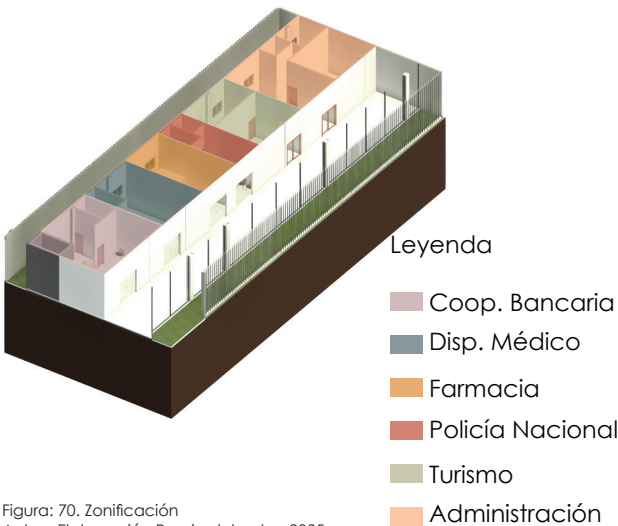 Leyenda
Coop. Bancaria
Disp. Médico
Farmacia
Policía Nacional
Turismo
Administración
Figura: 70. Zonificación